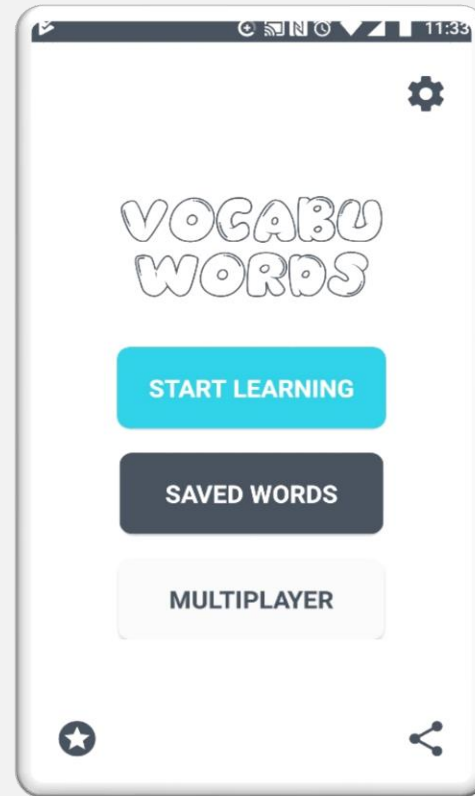 11:33
VOCABU
WORDS
START LEARNING
SAVED WORDS
MULTIPLAYER